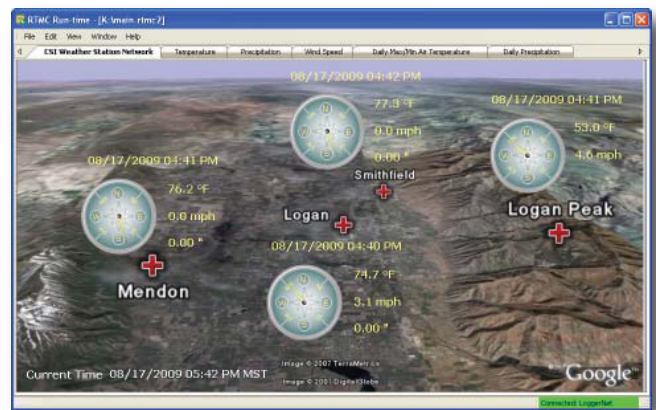 RTMC Run-time - [K:\main.rtmc2]
File Edit View Window Help
CSI Weather Station Network Temperature Precipitation Wind Speed Daily Max/Min Air Temperature Daily Precipitation
08/17/2009 04:42 PM
77.3 °F
0.0 mph
0.00 "
Smithfield
08/17/2009 04:41 PM
53.0 °F
4.6 mph
Logan Peak
08/17/2009 04:41 PM
76.2 °F
0.0 mph
0.00 "
Mendon
Logan
08/17/2009 04:40 PM
74.7 °F
3.1 mph
0.00 "
Image © 2007 TerraMetrics
Image © 2007 DigitalGlobe
Google
Current Time 08/17/2009 05:42 PM MST
Connected: LoggerNet